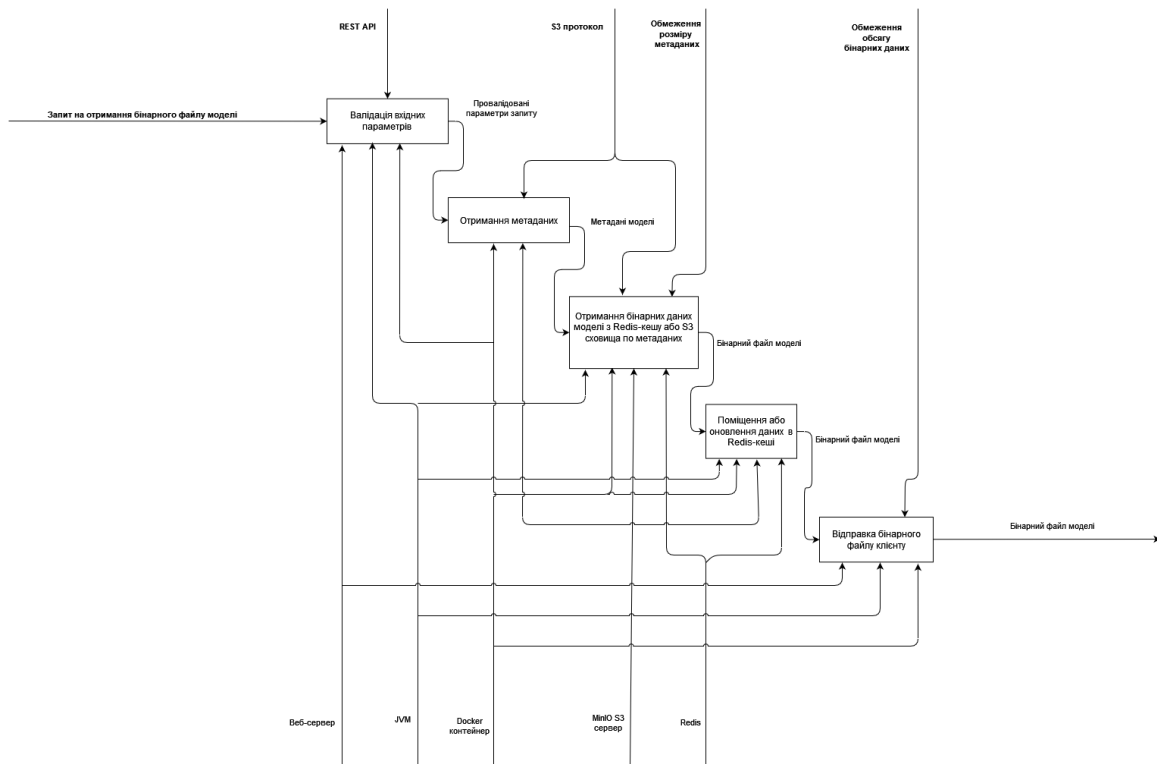 REST API
S3 протокол
Обмеження
розміру
метаданих
Обмеження
обсягу
бінарних даних
Запит на отримання бінарного файлу моделі
Валідація вхідних
параметрів
Провалідовані
параметри запиту
Отримання метаданих
Метадані моделі
Отримання бінарних даних
моделі з Redis-кешу або S3
сховища по метаданих
Бінарний файл моделі
Поміщення або
оновлення даних в
Redis-кеші
Бінарний файл моделі
Відправка бінарного
файлу клієнту
Бінарний файл моделі
Веб-сервер
JVM
Docker
контейнер
MinIO S3
сервер
Redis